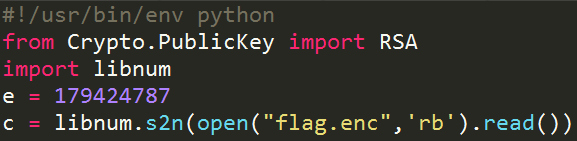 #!/usr/bin/env python
from Crypto.PublicKey import RSA
import libnum
e = 179424787
c = libnum.s2n(open("flag.enc",'rb').read())